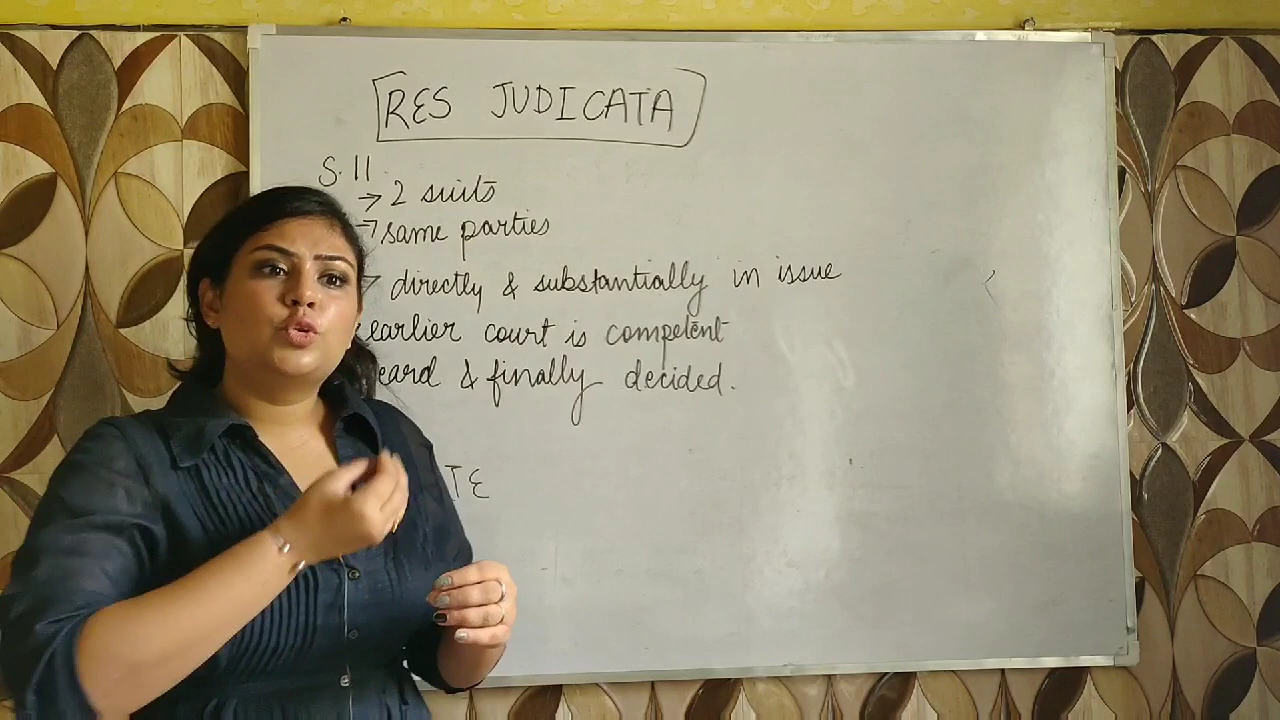 RES JUDICATA
S.11.
→ 2 suits
→ same parties
directly & substantially in issue
earlier court is competent
& finally decided.